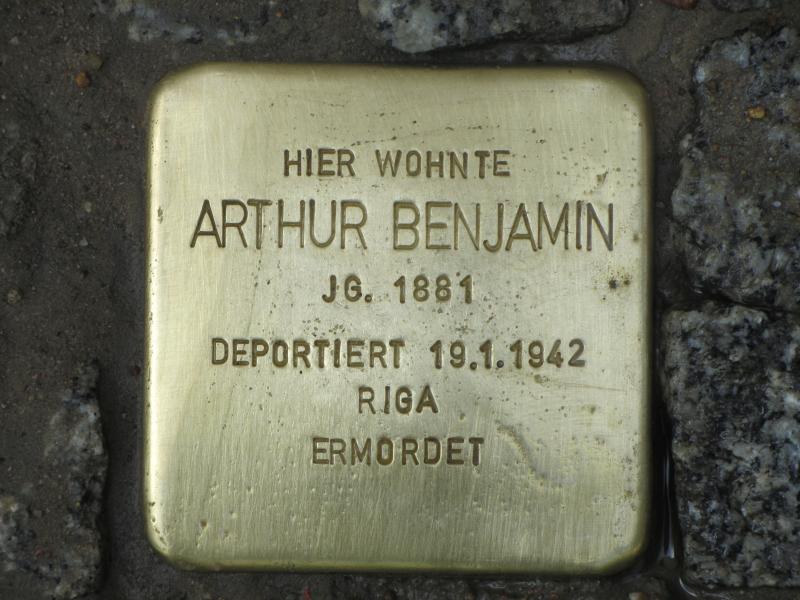 HIER WOHNTE
ARTHUR BENJAMIN
JG. 1881
DEPORTIERT 19.1.1942
RIGA
ERMORDET